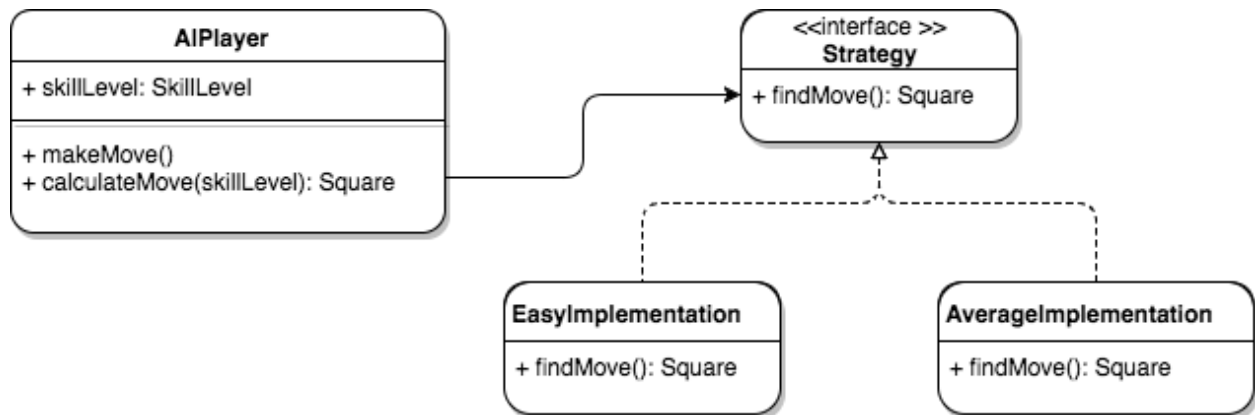 AIPlayer
+ skillLevel: SkillLevel
+ makeMove()
+ calculateMove(skillLevel): Square
<<interface >>
Strategy
+ findMove(): Square
EasyImplementation
+ findMove(): Square
AverageImplementation
+ findMove(): Square